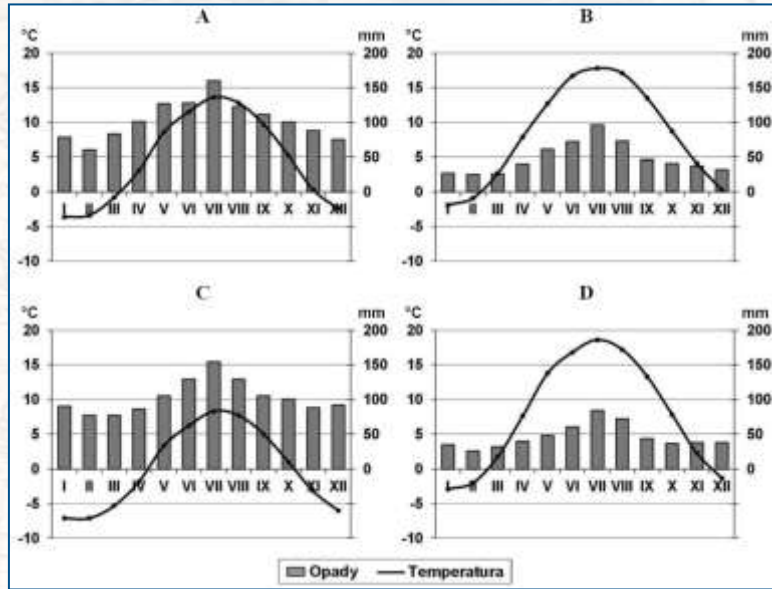 A B
°C mm °C mm
20 200 20 200
15 150 15 150
10 100 10 100
5 50 5 50
0 0 0 0
I II III IV V VI VII VIII IX X XI XII I II III IV V VI VII VIII IX X XI XII
-5 -5
-10 -10
C D
°C mm °C mm
20 200 20 200
15 150 15 150
10 100 10 100
5 50 5 50
0 0 0 0
I II III IV V VI VII VIII IX X XI XII I II III IV V VI VII VIII IX X XI XII
-5 -5
-10 -10
Opady Temperatura